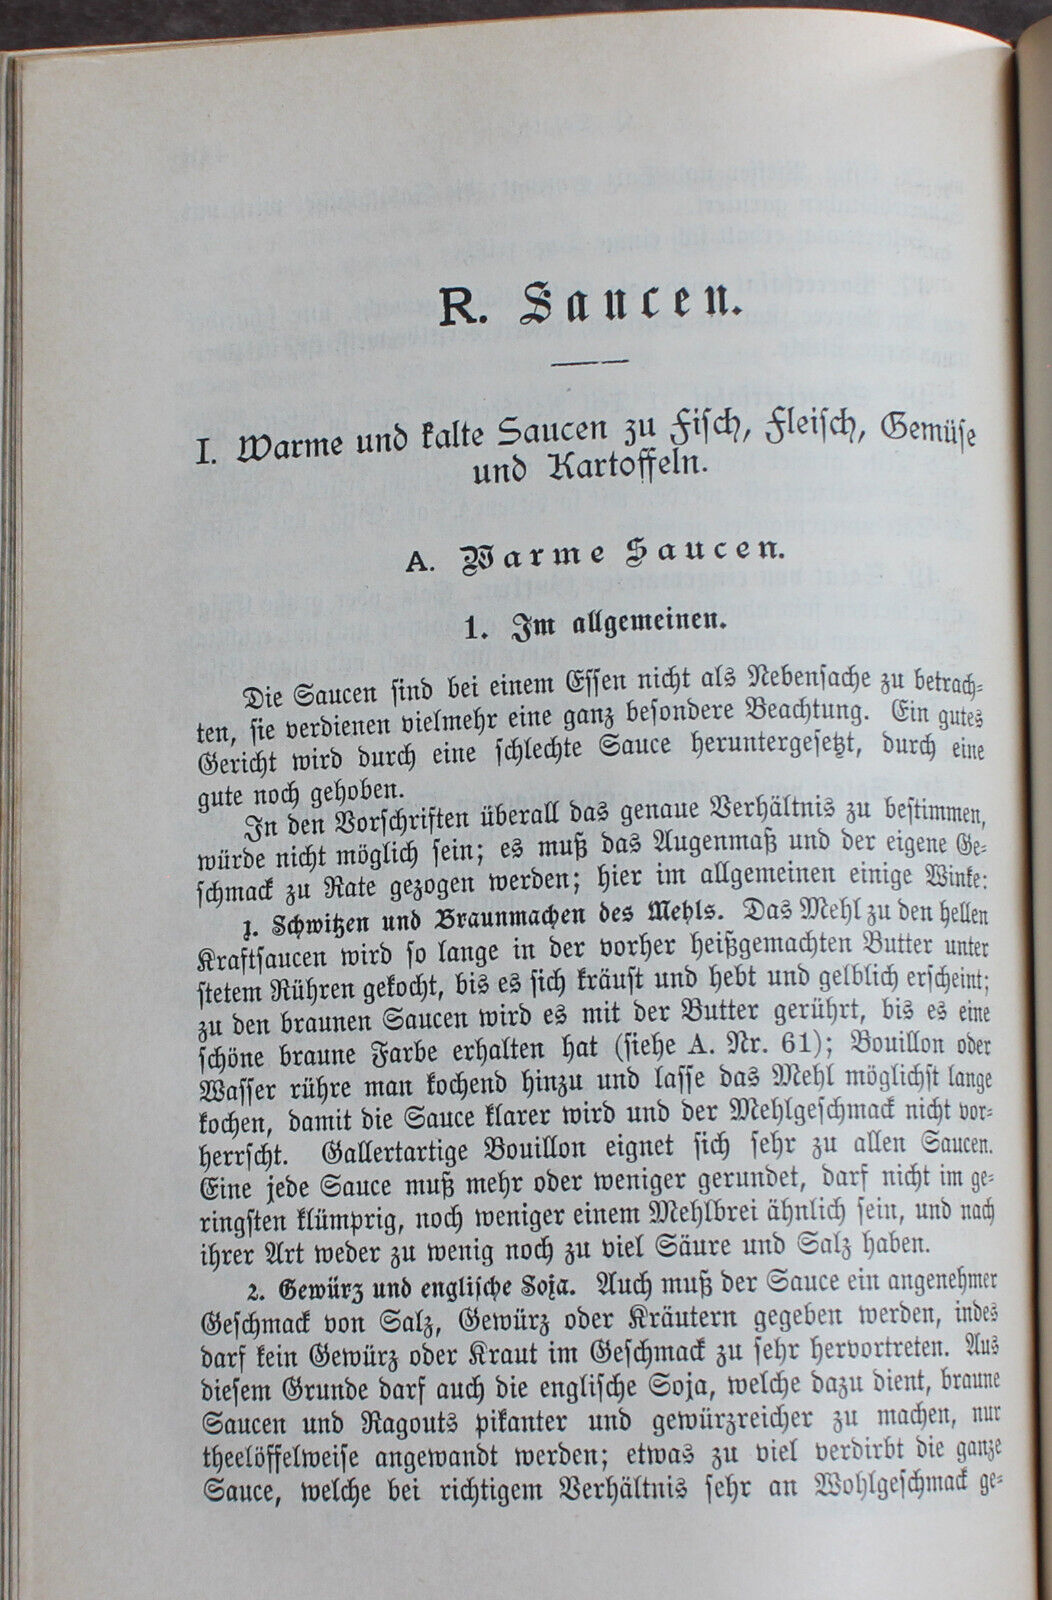 R. Saucen.
I. Warme und kalte Saucen zu Fisch, Fleisch, Gemüse
und Kartoffeln.
A. Warme Saucen.
1. Im allgemeinen.
Die Saucen sind bei einem Essen nicht als Nebensache zu betrach-
ten, sie verdienen vielmehr eine ganz besondere Beachtung. Ein gutes
Gericht wird durch eine schlechte Sauce heruntergesetzt, durch eine
gute noch gehoben.
In den Vorschriften überall das genaue Verhältnis zu bestimmen,
würde nicht möglich sein; es muß das Augenmaß und der eigene Ge-
schmack zu Rate gezogen werden; hier im allgemeinen einige Winke:
1. Schwitzen und Braunmachen des Mehls. Das Mehl zu den hellen
Kraftsaucen wird so lange in der vorher heißgemachten Butter unter
stetem Rühren gekocht, bis es sich kräust und hebt und gelblich erscheint;
zu den braunen Saucen wird es mit der Butter gerührt, bis es eine
schöne braune Farbe erhalten hat (siehe A. Nr. 61); Bouillon oder
Wasser rühre man kochend hinzu und lasse das Mehl möglichst lange
kochen, damit die Sauce klarer wird und der Mehlgeschmack nicht vor-
herrscht. Gallertartige Bouillon eignet sich sehr zu allen Saucen.
Eine jede Sauce muß mehr oder weniger gerundet, darf nicht im ge-
ringsten klümprig, noch weniger einem Mehlbrei ähnlich sein, und nach
ihrer Art weder zu wenig noch zu viel Säure und Salz haben.
2. Gewürz und englische Soja. Auch muß der Sauce ein angenehmer
Geschmack von Salz, Gewürz oder Kräutern gegeben werden, indes
darf kein Gewürz oder Kraut im Geschmack zu sehr hervortreten. Aus
diesem Grunde darf auch die englische Soja, welche dazu dient, braune
Saucen und Ragouts pikanter und gewürzreicher zu machen, nur
theelöffelweise angewandt werden; etwas zu viel verdirbt die ganze
Sauce, welche bei richtigem Verhältnis sehr an Wohlgeschmack ge-